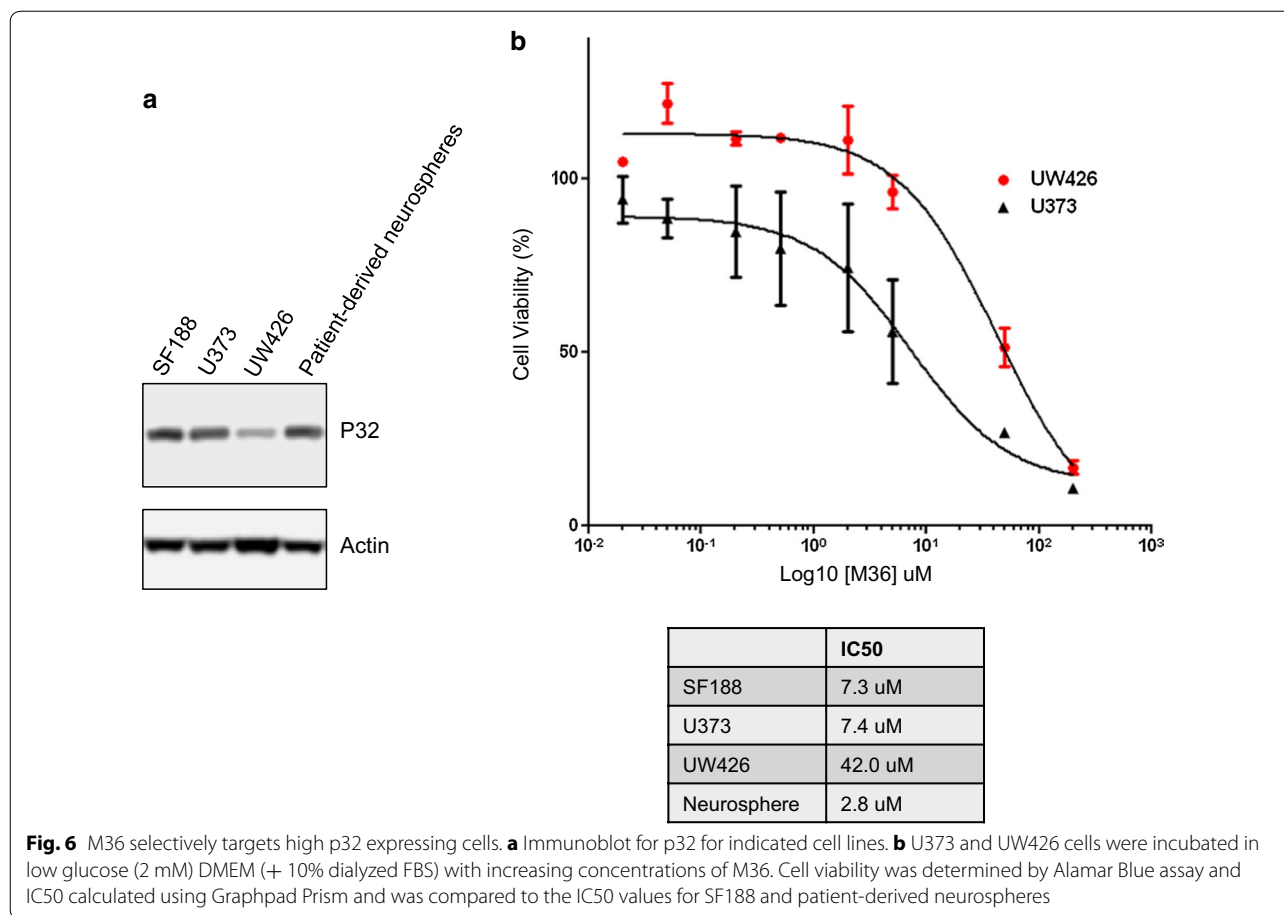 a
SF188
U373
UW426
Patient-derived neurospheres
P32
Actin
b
100
50
0
Cell Viability (%)
UW426
U373
10-2
10-1
100
101
102
103
Log10 [M36] uM
IC50
SF188 7.3 uM
U373 7.4 uM
UW426 42.0 uM
Neurosphere 2.8 uM
Fig. 6 M36 selectively targets high p32 expressing cells. a Immunoblot for p32 for indicated cell lines. b U373 and UW426 cells were incubated in
low glucose (2 mM) DMEM (+ 10% dialyzed FBS) with increasing concentrations of M36. Cell viability was determined by Alamar Blue assay and
IC50 calculated using Graphpad Prism and was compared to the IC50 values for SF188 and patient-derived neurospheres